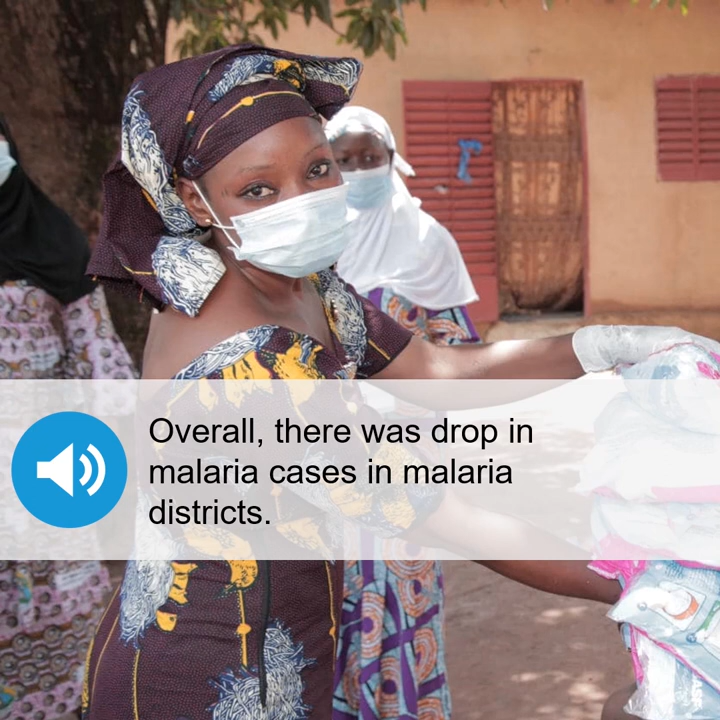 Overall, there was drop in
malaria cases in malaria
districts.